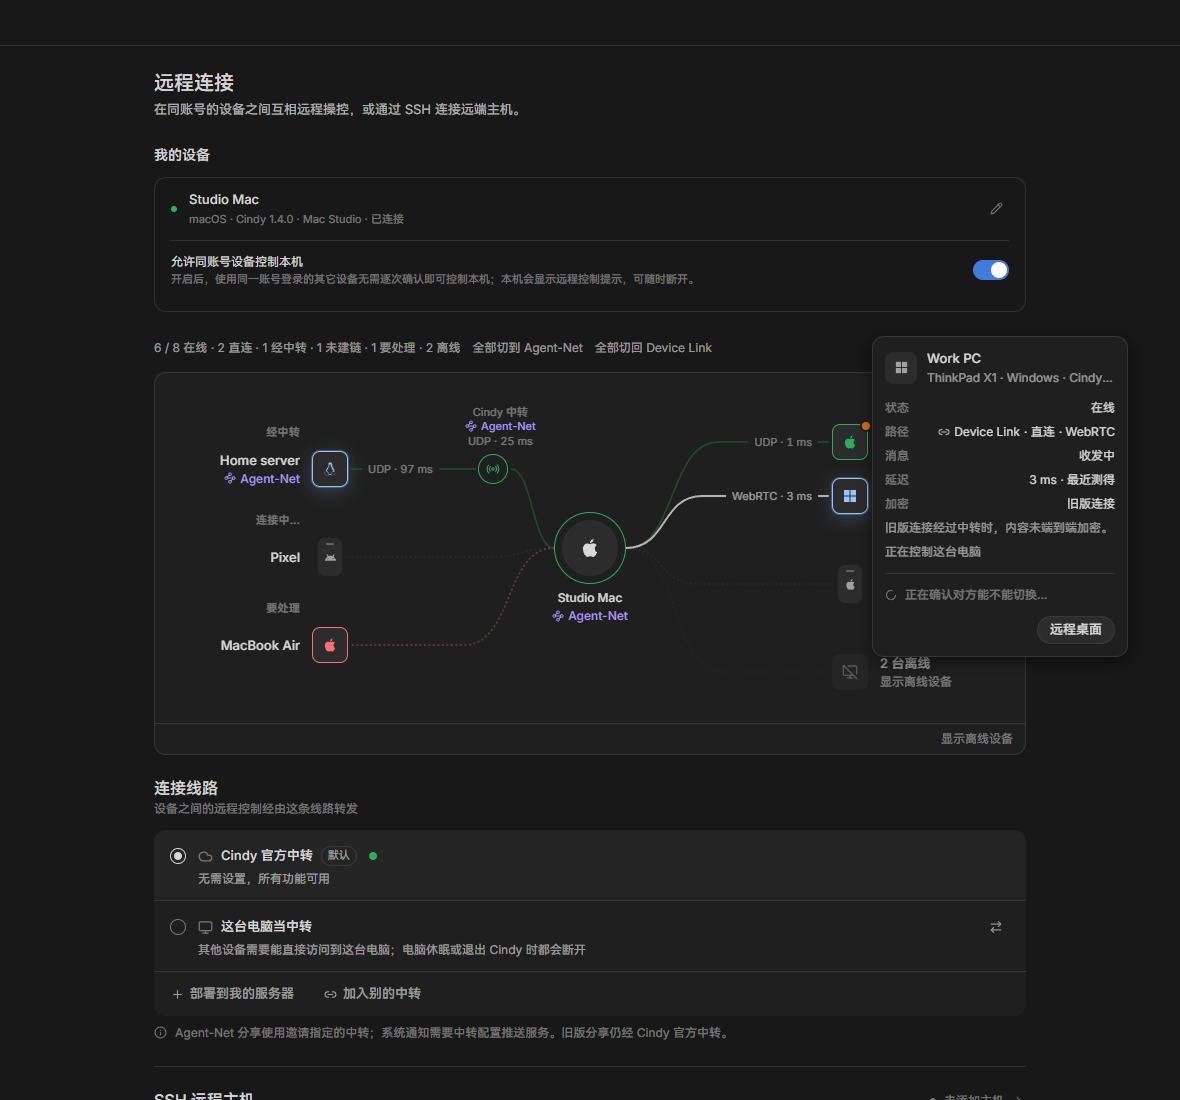 远程连接
在同账号的设备之间互相远程操控，或通过 SSH 连接远端主机。
我的设备
Studio Mac
macOS · Cindy 1.4.0 · Mac Studio · 已连接
允许同账号设备控制本机
开启后，使用同一账号登录的其它设备无需逐次确认即可控制本机；本机会显示远程控制提示，可随时断开。
6 / 8 在线 · 2 直连 · 1 经中转 · 1 未建链 · 1 要处理 · 2 离线 全部切到 Agent-Net 全部切回 Device Link
经中转
Home server
Agent-Net
UDP · 97 ms
Cindy 中转
Agent-Net
UDP · 25 ms
连接中...
Pixel
要处理
MacBook Air
Studio Mac
Agent-Net
UDP · 1 ms
WebRTC · 3 ms
2 台离线
显示离线设备
显示离线设备
Work PC
ThinkPad X1 · Windows · Cindy...
状态 在线
路径 Device Link · 直连 · WebRTC
消息 收发中
延迟 3 ms · 最近测得
加密 旧版连接
旧版连接经过中转时，内容未端到端加密。
正在控制这台电脑
正在确认对方能不能切换...
远程桌面
连接线路
设备之间的远程控制经由这条线路转发
Cindy 官方中转 默认
无需设置，所有功能可用
这台电脑当中转
其他设备需要能直接访问到这台电脑；电脑休眠或退出 Cindy 时都会断开
部署到我的服务器 加入别的中转
Agent-Net 分享使用邀请指定的中转；系统通知需要中转配置推送服务。旧版分享仍经 Cindy 官方中转。
SSH 远程主机
未添加主机